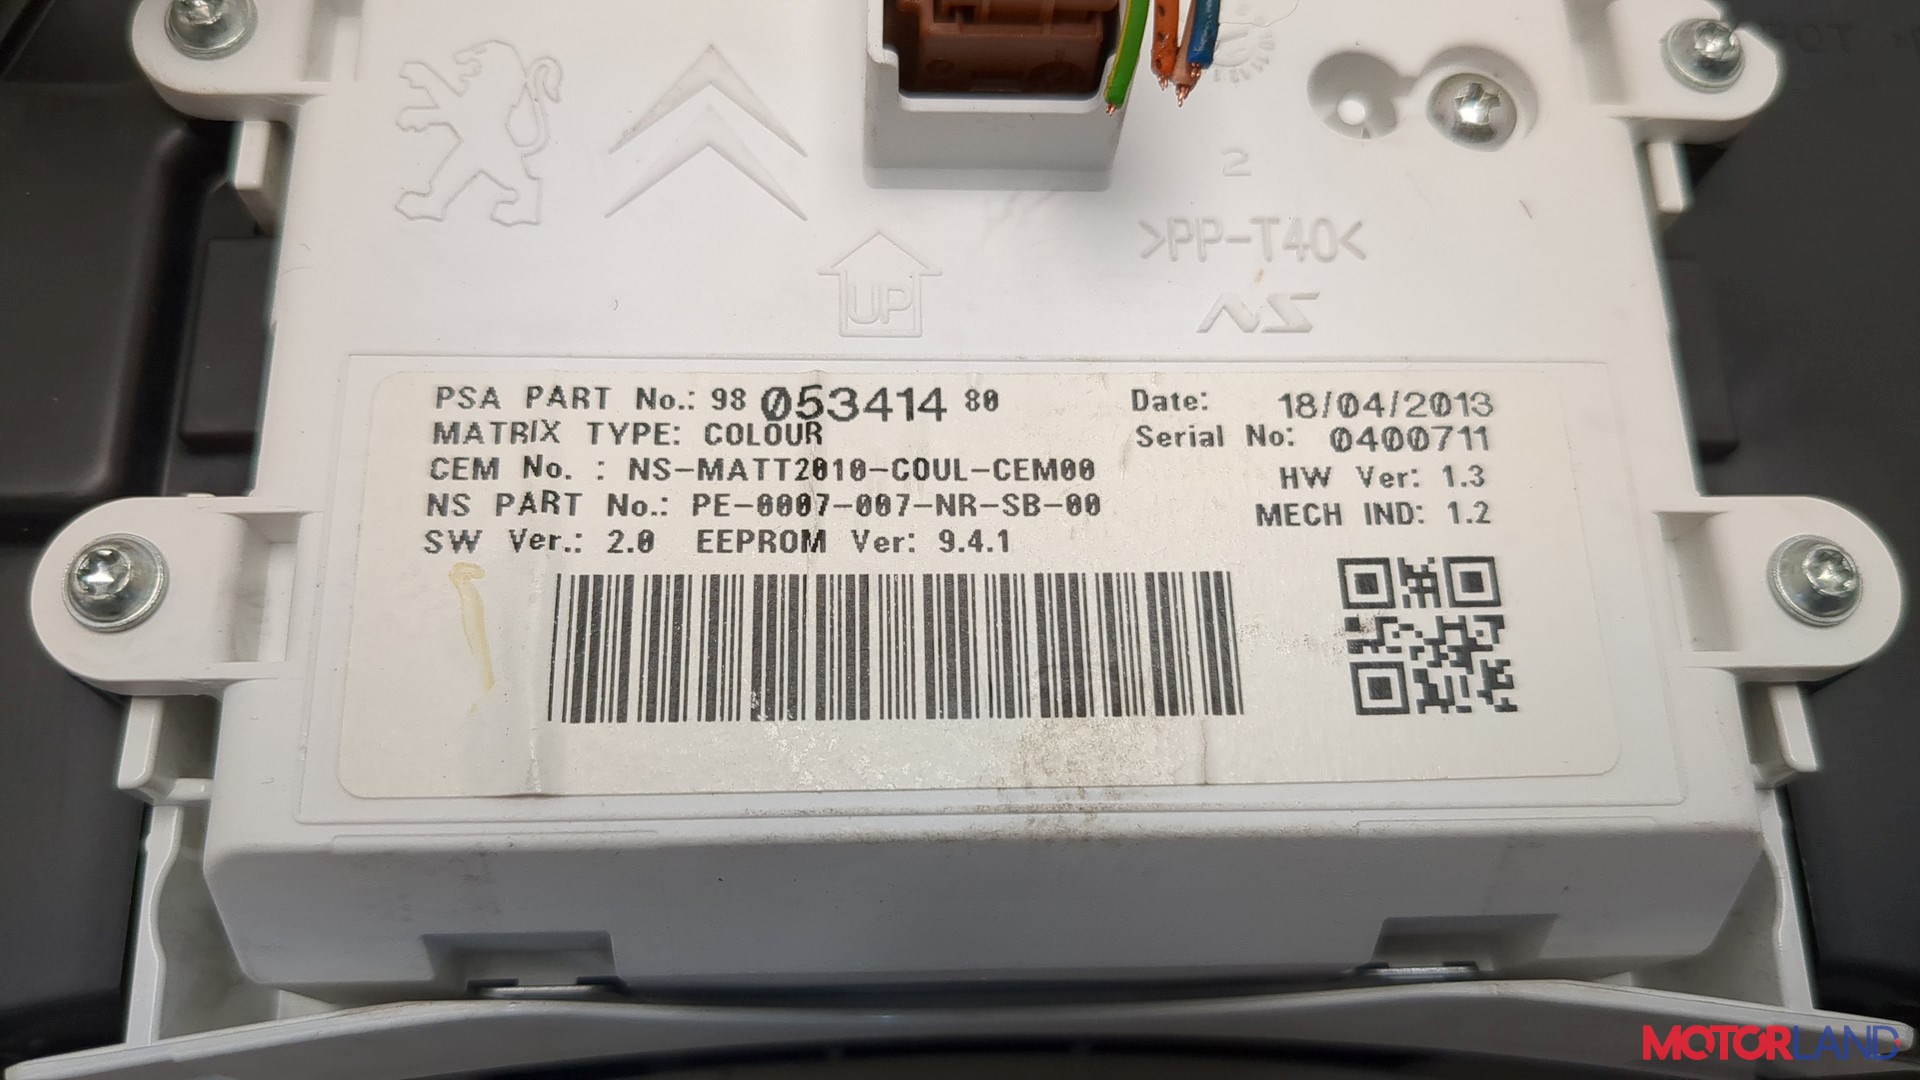 2
>PP-T40<
NS
UP
PSA PART No.: 98 053414 80
MATRIX TYPE: COLOUR
CEM No. : NS-MATT2010-COUL-CEM00
NS PART No.: PE-0007-007-NR-SB-00
SW Ver.: 2.0 EEPROM Ver: 9.4.1
Date: 18/04/2013
Serial No: 0400711
HW Ver: 1.3
MECH IND: 1.2
MOTORLAND